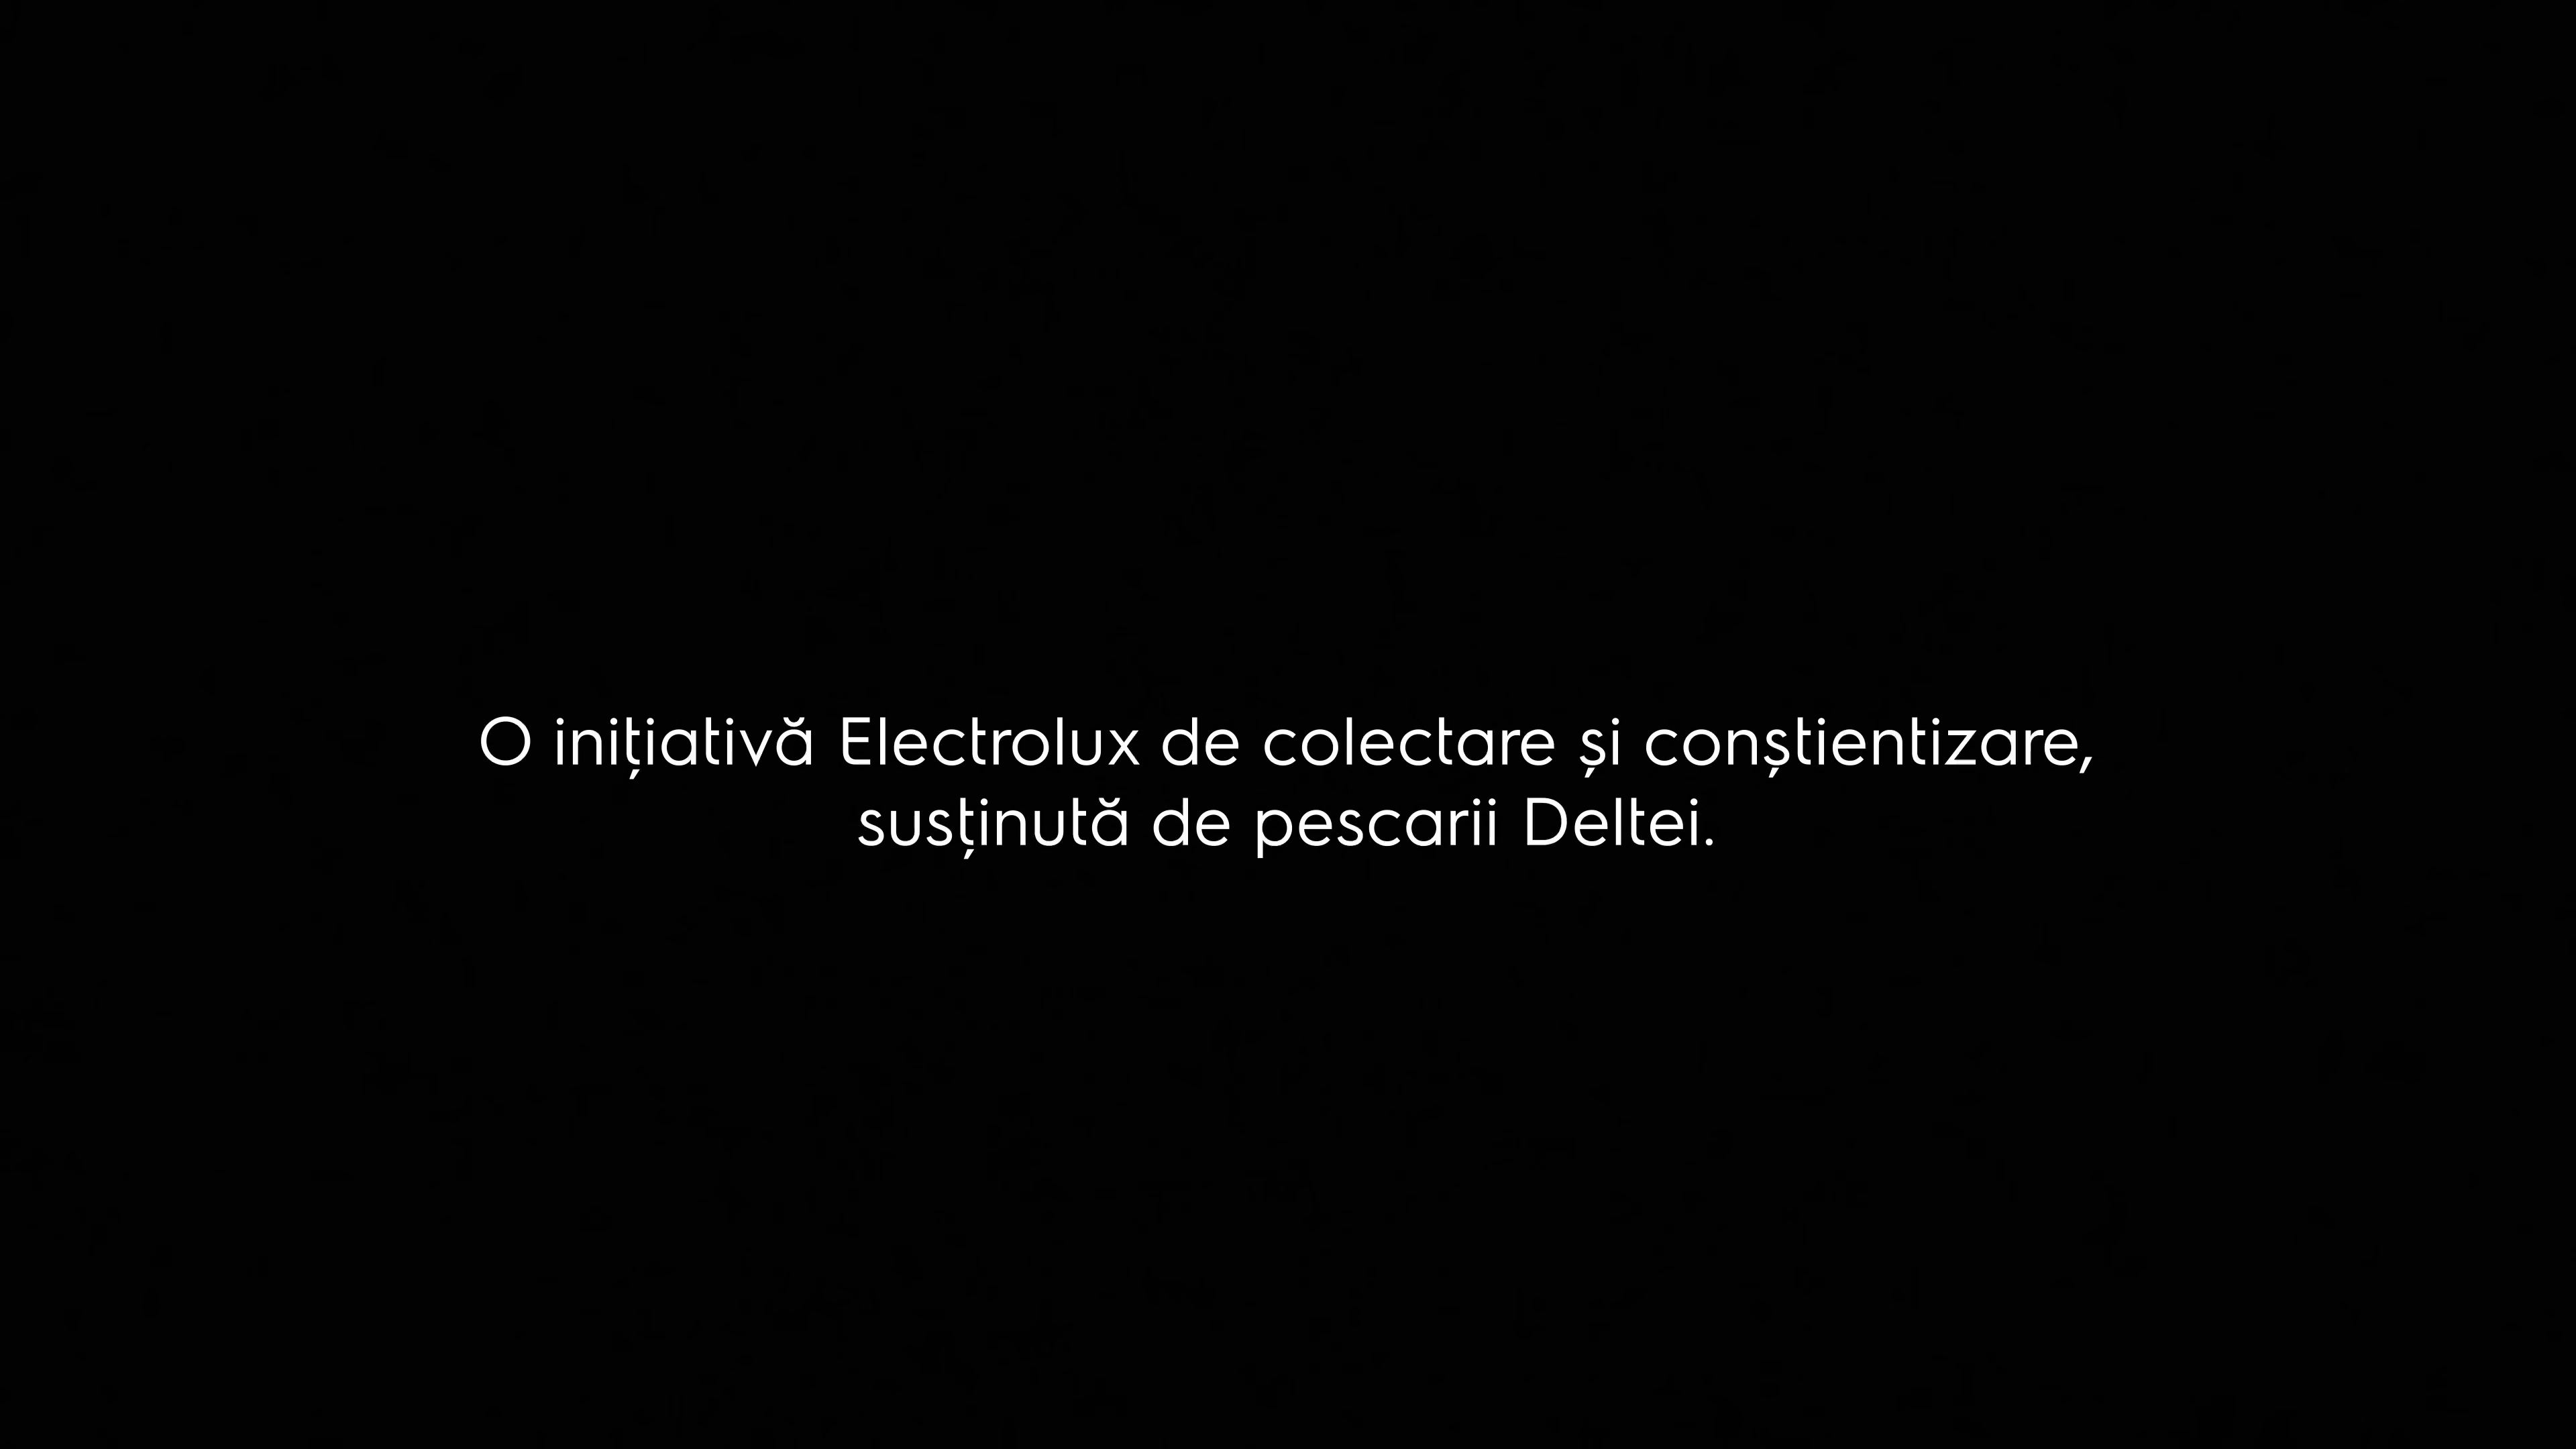 O inițiativă Electrolux de colectare și conștientizare,
susținută de pescarii Deltei.